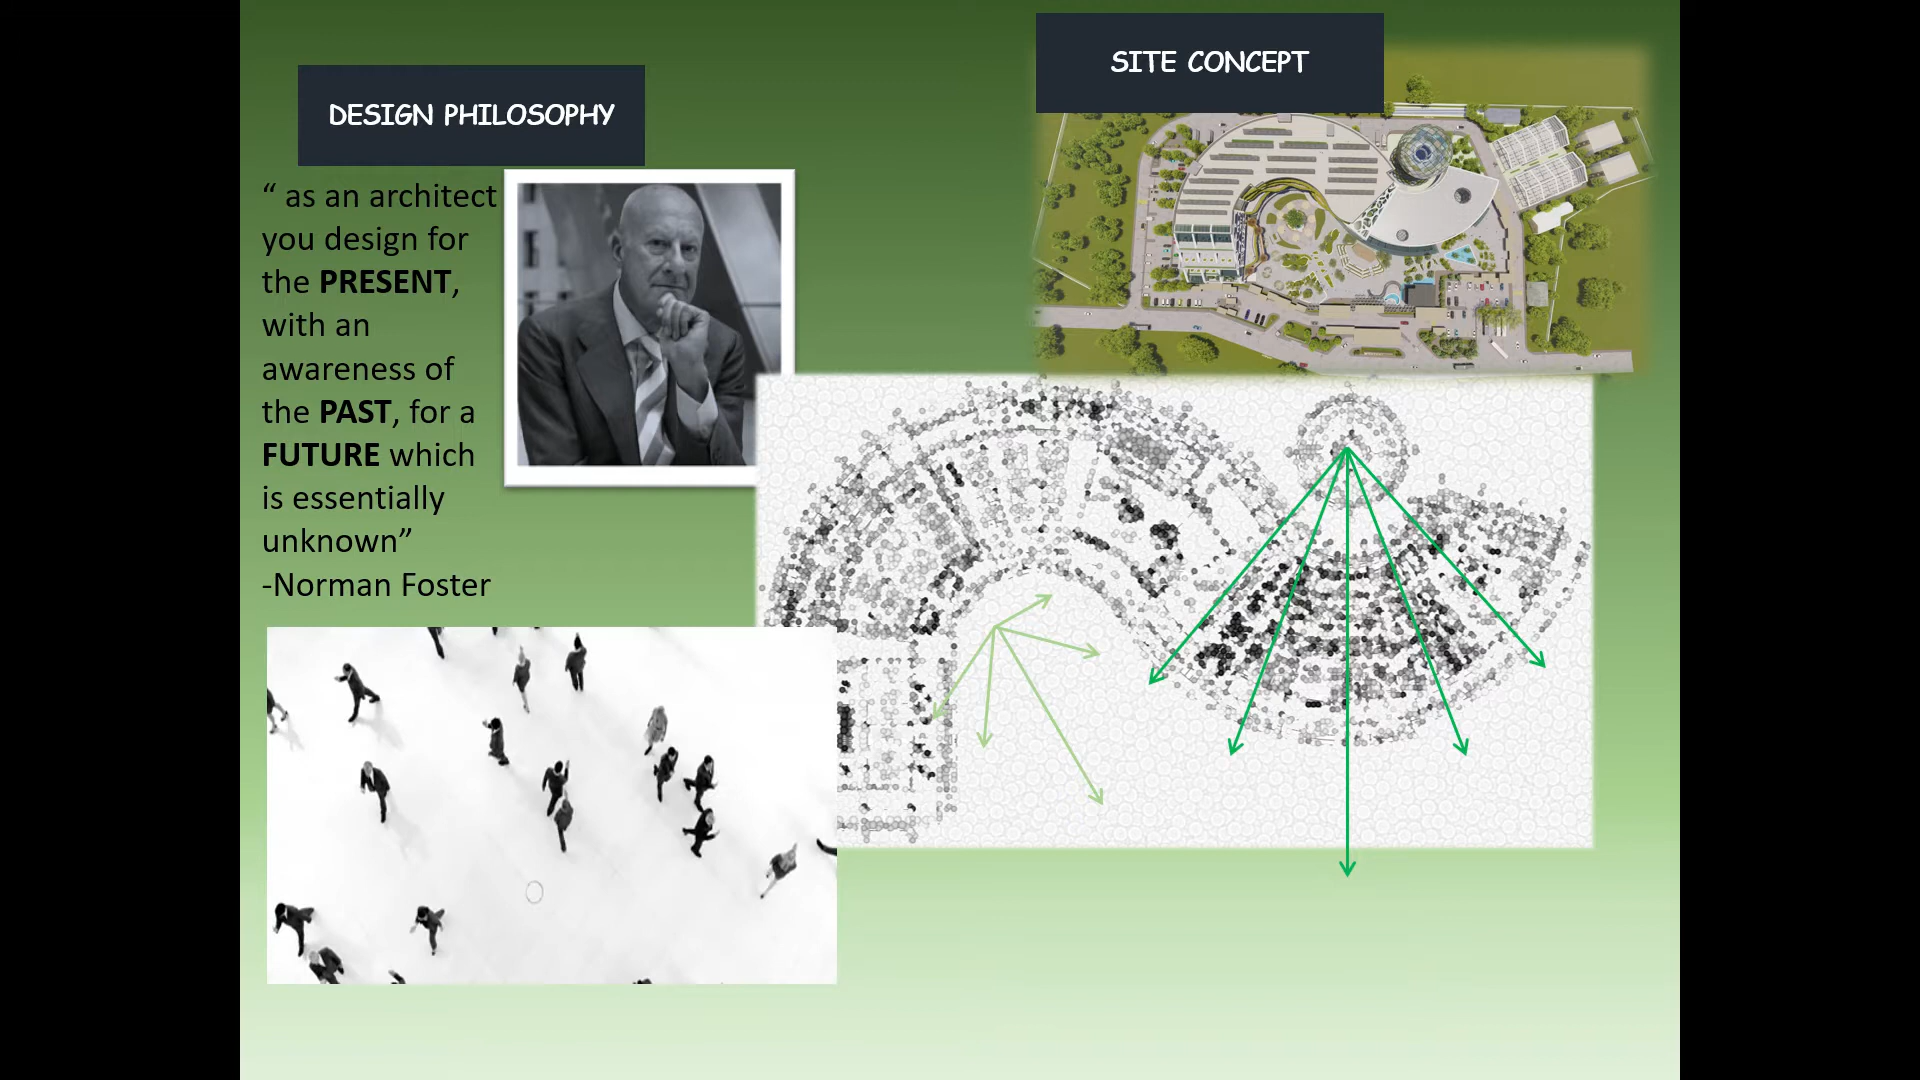 DESIGN PHILOSOPHY
“ as an architect
you design for
the PRESENT,
with an
awareness of
the PAST, for a
FUTURE which
is essentially
unknown”
-Norman Foster
SITE CONCEPT